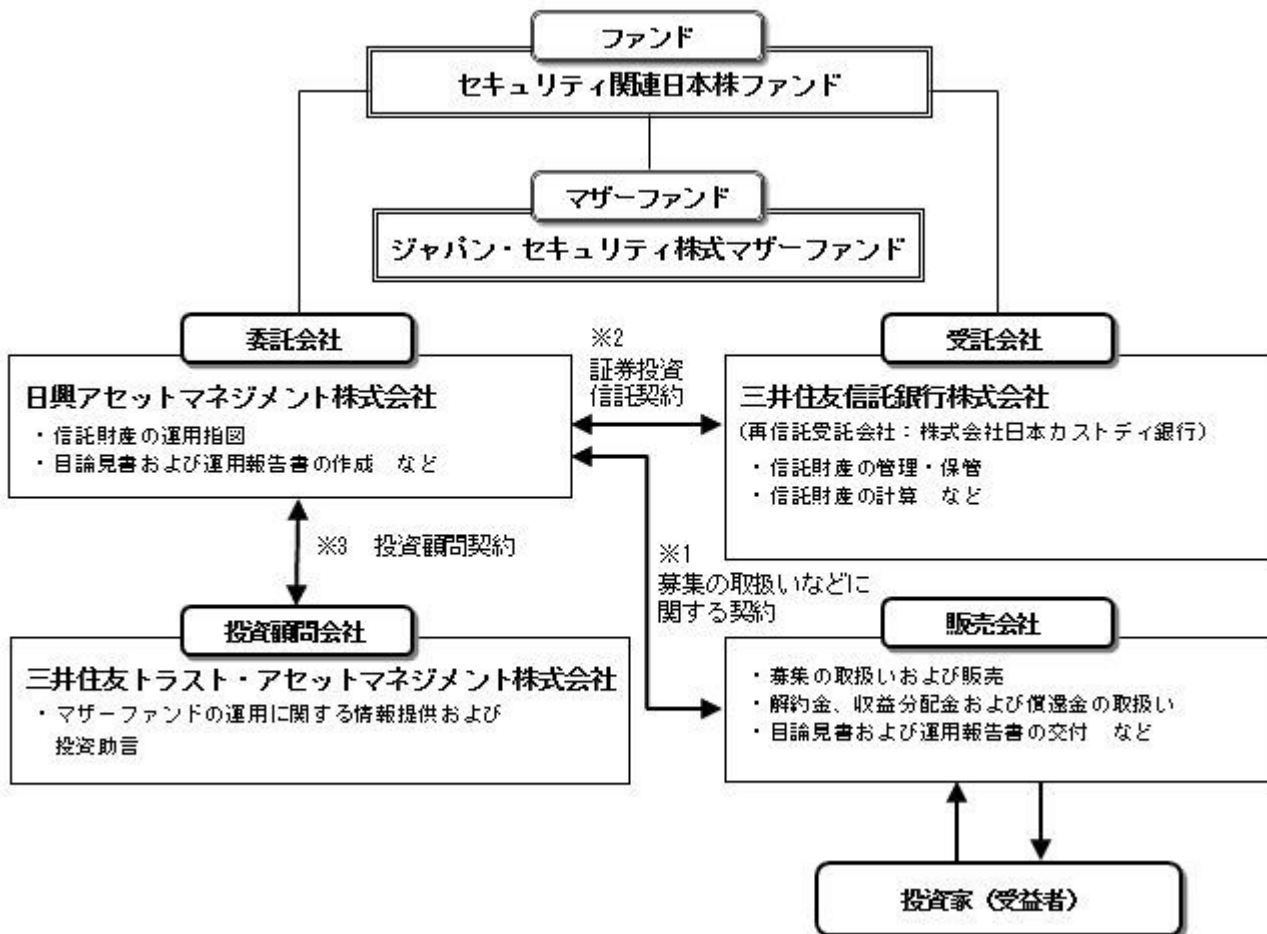 ファンド
セキュリティ関連日本株ファンド
マザーファンド
ジャパン・セキュリティ株式マザーファンド
委託会社
日興アセットマネジメント株式会社
・信託財産の運用指図
・目論見書および運用報告書の作成 など
※2
証券投資
信託契約
受託会社
三井住友信託銀行株式会社
(再信託受託会社：株式会社日本カストディ銀行)
・信託財産の管理・保管
・信託財産の計算 など
※3 投資顧問契約
※1
募集の取扱いなどに
関する契約
投資顧問会社
三井住友トラスト・アセットマネジメント株式会社
・マザーファンドの運用に関する情報提供および
投資助言
販売会社
・募集の取扱いおよび販売
・解約金、収益分配金および償還金の取扱い
・目論見書および運用報告書の交付 など
投資家（受益者）